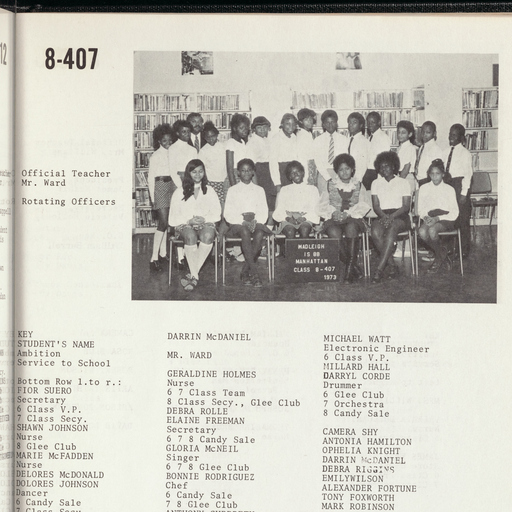 8-407
Official Teacher
Mr. Ward
Rotating Officers
WADLEIGH
IS 88
MANHATTAN
CLASS 8-407
1973
KEY
STUDENT'S NAME
Ambition
Service to School
Bottom Row l.to r.:
FIOR SUERO
Secretary
6 Class V.P.
7 Class Secy.
SHAWN JOHNSON
Nurse
8 Glee Club
MARIE McFADDEN
Nurse
DELORES McDONALD
DOLORES JOHNSON
Dancer
6 Candy Sale
7 Class Secy
DARRIN McDANIEL
MR. WARD
GERALDINE HOLMES
Nurse
6 7 Class Team
8 Class Secy., Glee Club
DEBRA ROLLE
ELAINE FREEMAN
Secretary
6 7 8 Candy Sale
GLORIA McNEIL
Singer
6 7 8 Glee Club
BONNIE RODRIGUEZ
Chef
6 Candy Sale
7 8 Glee Club
MICHAEL WATT
Electronic Engineer
6 Class V.P.
MILLARD HALL
DARRYL CORDE
Drummer
6 Glee Club
7 Orchestra
8 Candy Sale
CAMERA SHY
ANTONIA HAMILTON
OPHELIA KNIGHT
DARRIN McDANIEL
DEBRA RIGGINS
EMILYWILSON
ALEXANDER FORTUNE
TONY FOXWORTH
MARK ROBINSON